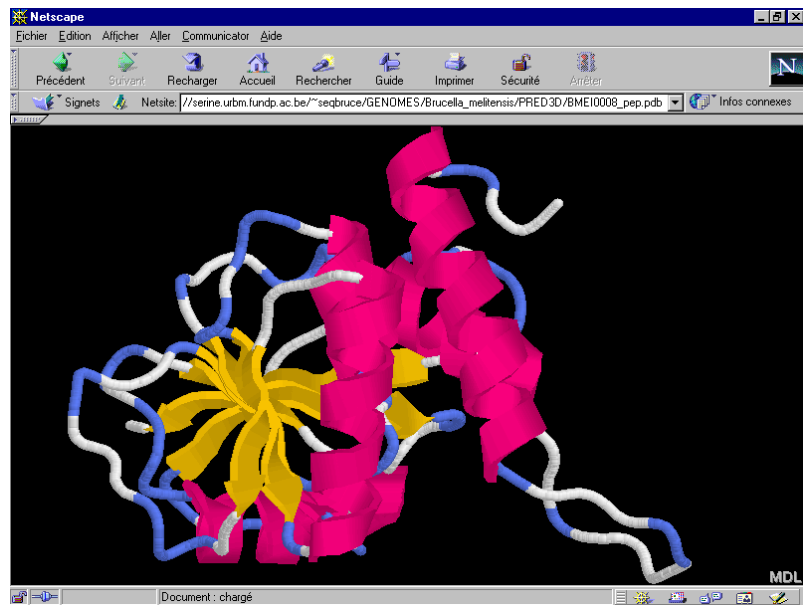 Netscape
Fichier Edition Afficher Aller Communicator Aide
Précédent Suivant Recharger Accueil Rechercher Guide Imprimer Sécurité Arrêter
N
Signets Netsite: //serine.urbm.fundp.ac.be/~seqbruce/GENOMES/Brucella_melitensis/PRED3D/BMEI0008_pep.pdb Infos connexes
MDL
Document : chargé